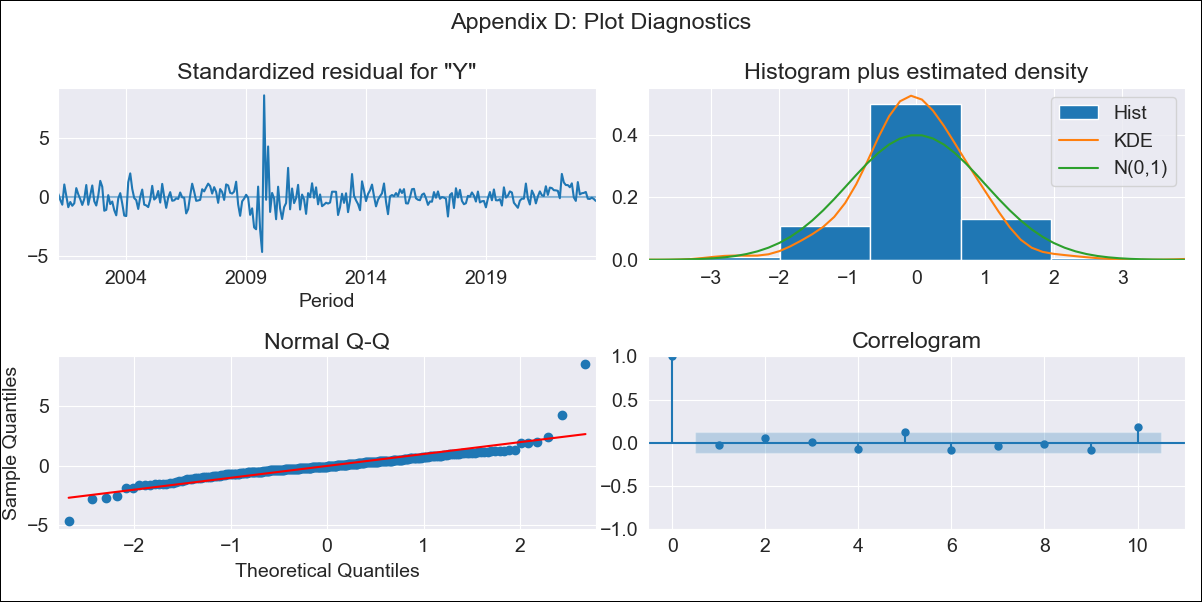 Appendix D: Plot Diagnostics
Standardized residual for "Y"
5
0
−5
2004 2009 2014 2019
Period
Histogram plus estimated density
Hist
KDE
N(0,1)
0.4
0.2
0.0
−3 −2 −1 0 1 2 3
Normal Q-Q
Sample Quantiles
5
0
−5
−2 −1 0 1 2
Theoretical Quantiles
Correlogram
1.0
0.5
0.0
−0.5
−1.0
0 2 4 6 8 10